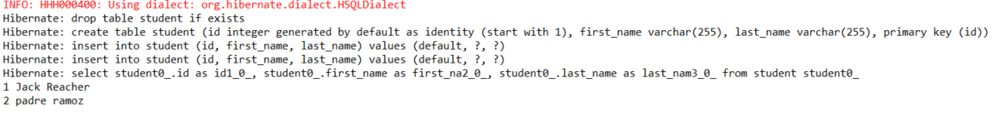 INFO: HHH000400: Using dialect: org.hibernate.dialect.HSQLDialect
Hibernate: drop table student if exists
Hibernate: create table student (id integer generated by default as identity (start with 1), first_name varchar(255), last_name varchar(255), primary key (id))
Hibernate: insert into student (id, first_name, last_name) values (default, ?, ?)
Hibernate: insert into student (id, first_name, last_name) values (default, ?, ?)
Hibernate: select student0_.id as id1_0_, student0_.first_name as first_na2_0_, student0_.last_name as last_nam3_0_ from student student0_
1 Jack Reacher
2 padre ramoz